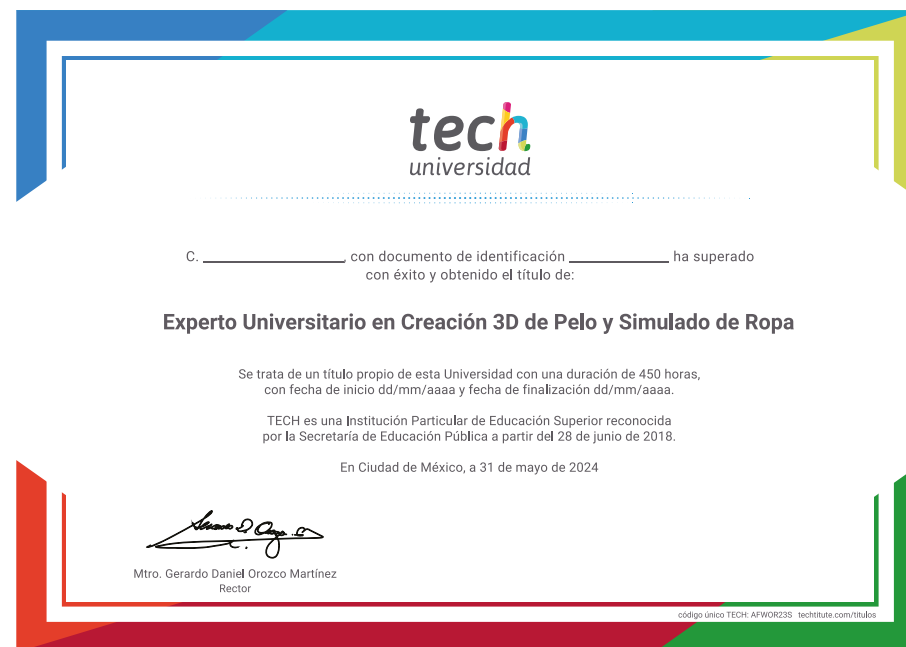 tech
universidad
C. ____________, con documento de identificación ____________ ha superado
con éxito y obtenido el título de:
Experto Universitario en Creación 3D de Pelo y Simulado de Ropa
Se trata de un título propio de esta Universidad con una duración de 450 horas,
con fecha de inicio dd/mm/aaaa y fecha de finalización dd/mm/aaaa.
TECH es una Institución Particular de Educación Superior reconocida
por la Secretaría de Educación Pública a partir del 28 de junio de 2018.
En Ciudad de México, a 31 de mayo de 2024
Mtro. Gerardo Daniel Orozco Martínez
Rector
código único TECH: AFWOR23S techtitute.com/titulos